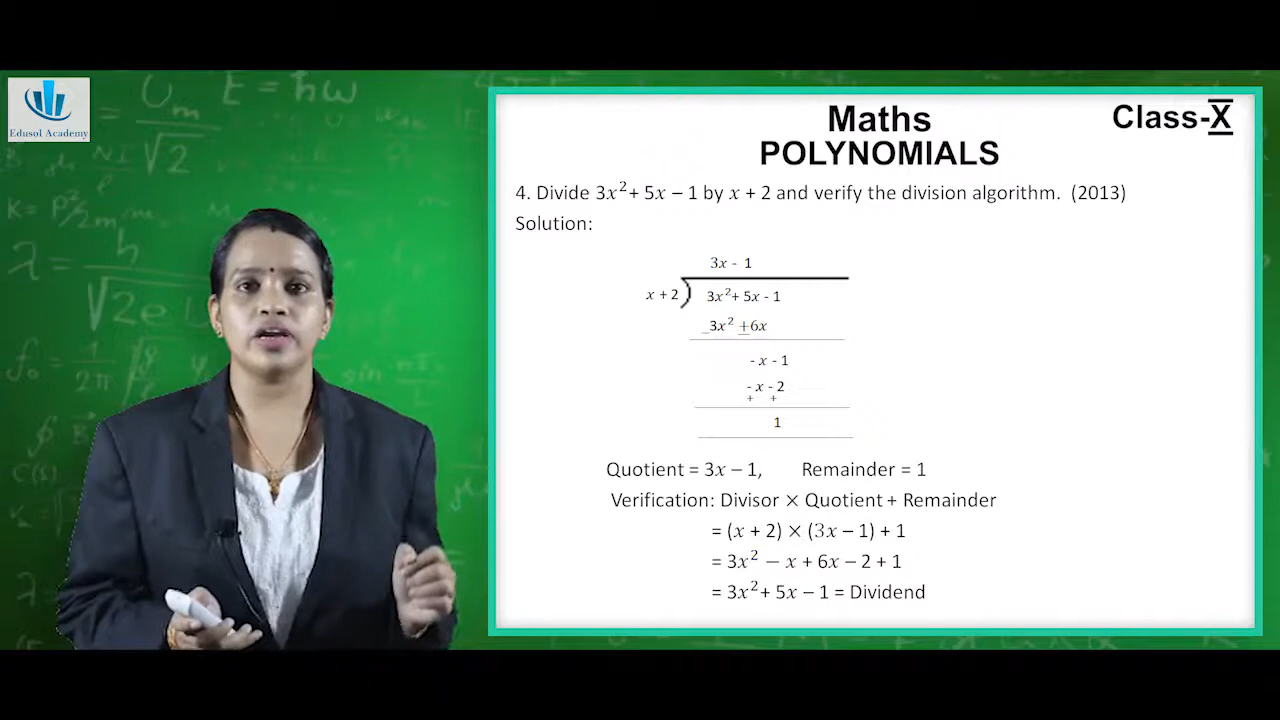 Edusol Academy
Maths
Class-X
POLYNOMIALS
4. Divide 3x² + 5x − 1 by x + 2 and verify the division algorithm. (2013)
Solution:
3x - 1
x + 2 ) 3x² + 5x - 1
_3x² +6x
- x - 1
- x - 2
+ +
1
Quotient = 3x − 1, Remainder = 1
Verification: Divisor × Quotient + Remainder
= (x + 2) × (3x − 1) + 1
= 3x² − x + 6x − 2 + 1
= 3x² + 5x − 1 = Dividend
E = ħω